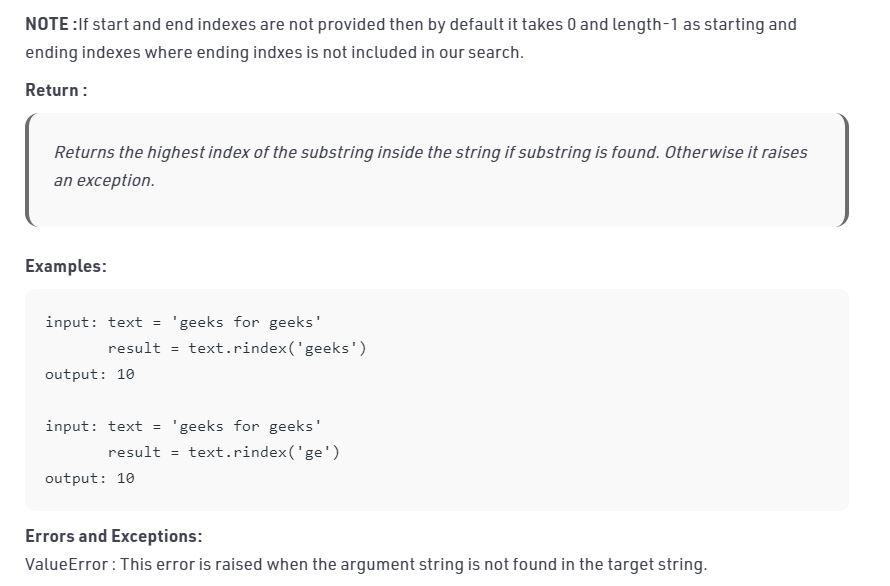 NOTE :If start and end indexes are not provided then by default it takes 0 and length-1 as starting and
ending indexes where ending indxes is not included in our search.
Return :
Returns the highest index of the substring inside the string if substring is found. Otherwise it raises
an exception.
Examples:
input: text = 'geeks for geeks'
       result = text.rindex('geeks')
output: 10
input: text = 'geeks for geeks'
       result = text.rindex('ge')
output: 10
Errors and Exceptions:
ValueError : This error is raised when the argument string is not found in the target string.